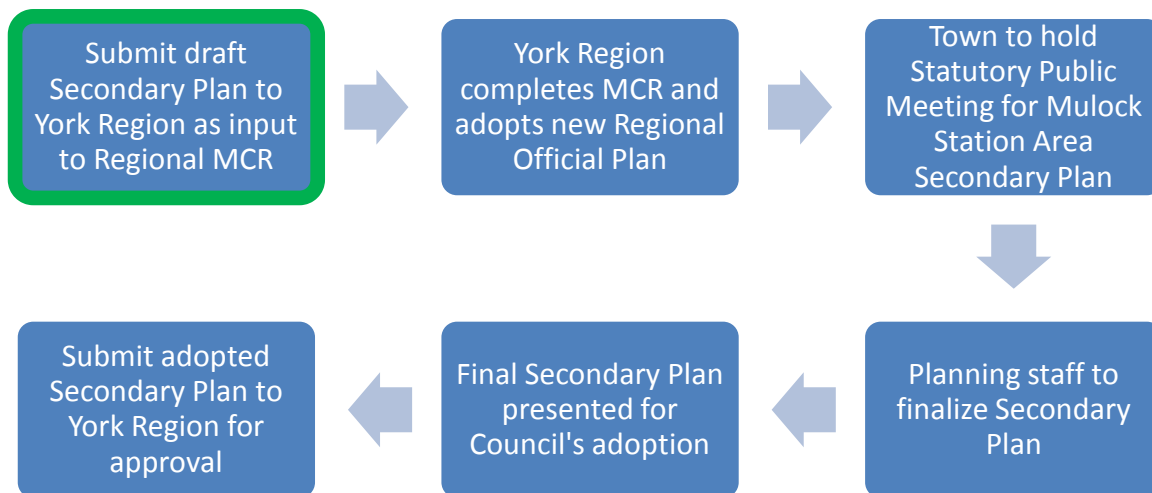 Submit draft
Secondary Plan to
York Region as input
to Regional MCR
York Region
completes MCR and
adopts new Regional
Official Plan
Town to hold
Statutory Public
Meeting for Mulock
Station Area
Secondary Plan
Planning staff to
finalize Secondary
Plan
Final Secondary Plan
presented for
Council's adoption
Submit adopted
Secondary Plan to
York Region for
approval